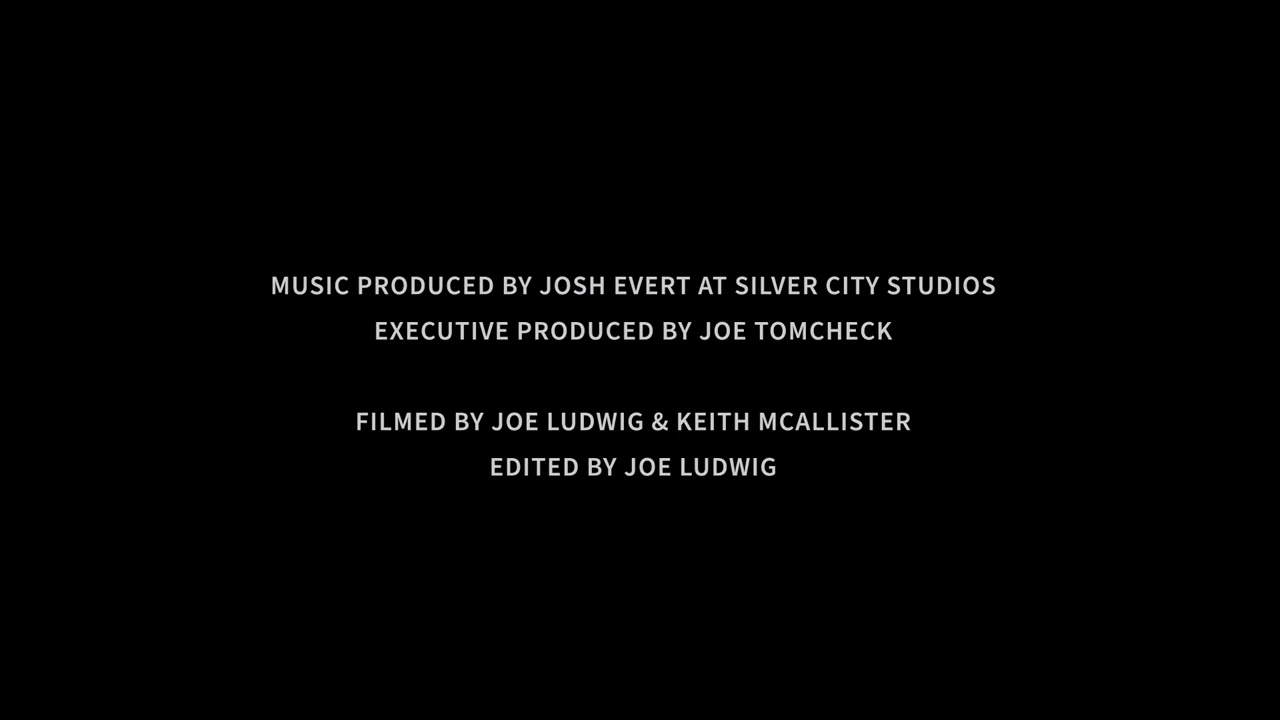 MUSIC PRODUCED BY JOSH EVERT AT SILVER CITY STUDIOS
EXECUTIVE PRODUCED BY JOE TOMCHECK
FILMED BY JOE LUDWIG & KEITH MCALLISTER
EDITED BY JOE LUDWIG